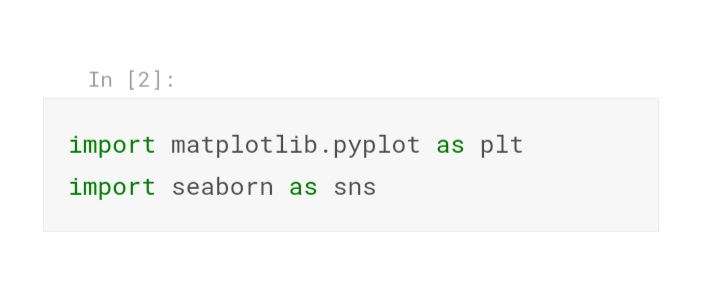 In [2]:
import matplotlib.pyplot as plt
import seaborn as sns